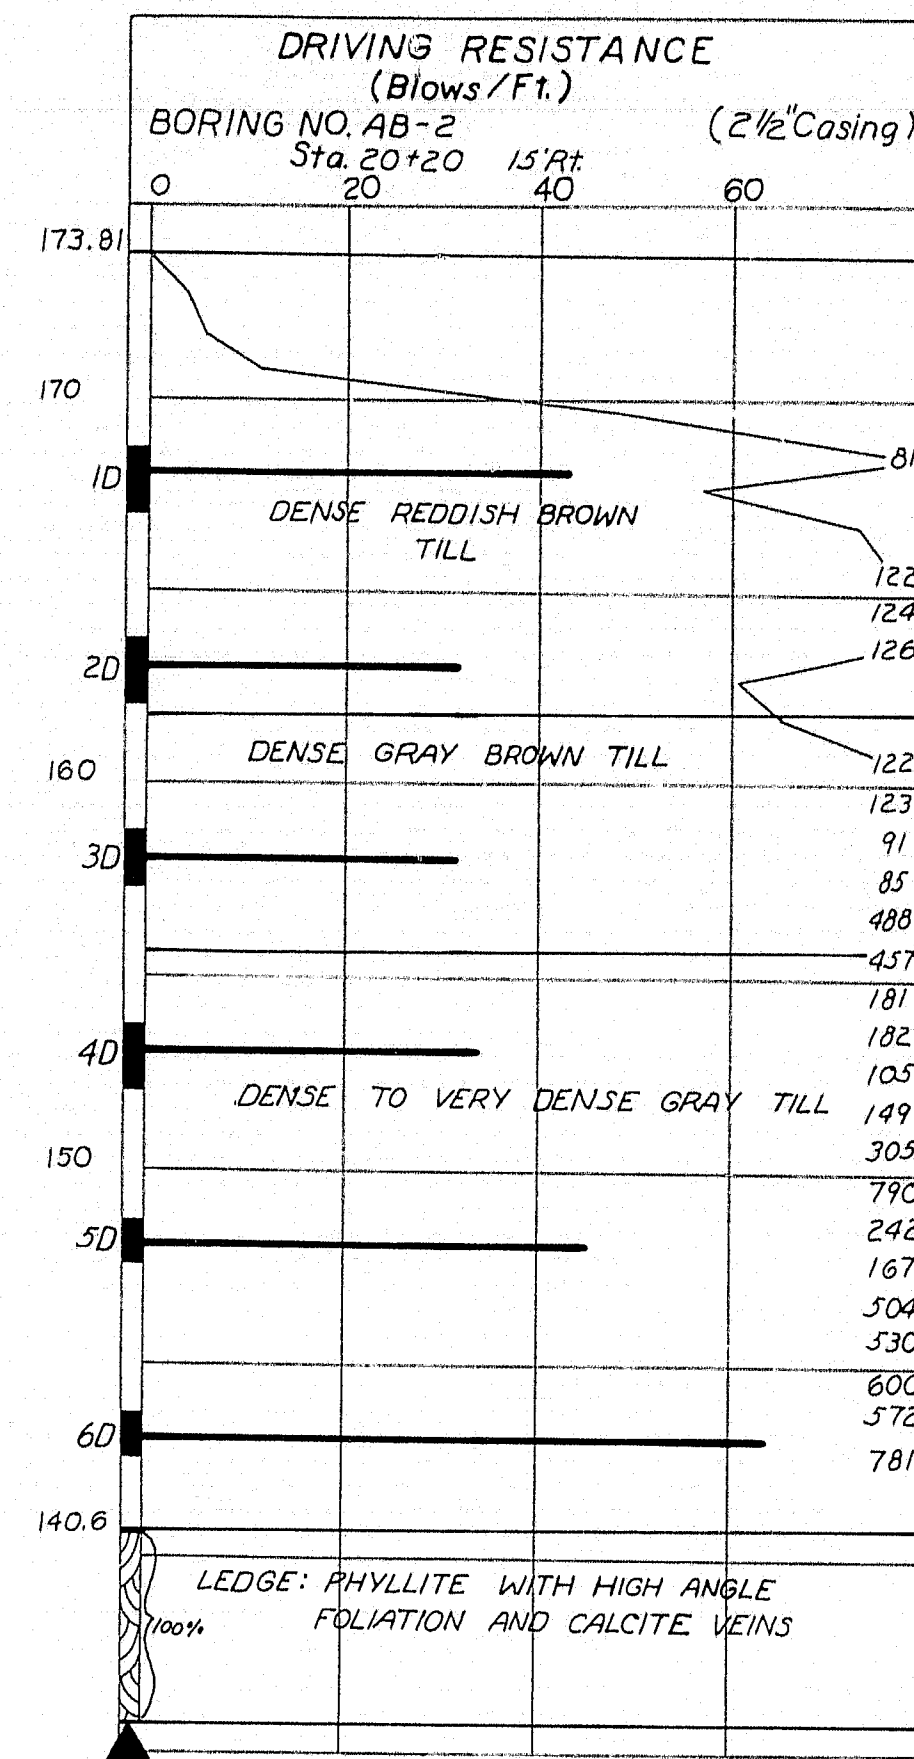 DRIVING RESISTANCE
(Blows/Ft.)
BORING NO. AB-2 (2½" Casing)
Sta. 20+20 15' Rt.
0 20 40 60
173.81
170
81
1D
DENSE REDDISH BROWN
TILL
122
124
126
2D
DENSE GRAY BROWN TILL
122
160
123
91
3D
85
488
457
181
182
4D
105
DENSE TO VERY DENSE GRAY TILL
149
305
150
790
242
5D
167
504
530
600
572
6D
781
140.6
LEDGE: PHYLLITE WITH HIGH ANGLE
100% FOLIATION AND CALCITE VEINS